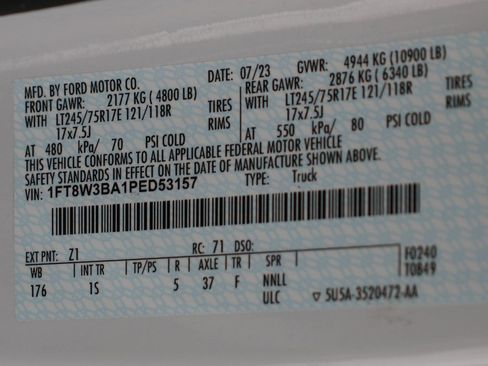 MFD. BY FORD MOTOR CO.
DATE: 07/23 GVWR: 4944 KG (10900 LB)
FRONT GAWR: 2177 KG ( 4800 LB) REAR GAWR: 2876 KG ( 6340 LB)
WITH LT245/75R17E 121/118R TIRES WITH LT245/75R17E 121/118R TIRES
17x7.5J RIMS 17x7.5J RIMS
AT 480 kPa/ 70 PSI COLD AT 550 kPa/ 80 PSI COLD
THIS VEHICLE CONFORMS TO ALL APPLICABLE FEDERAL MOTOR VEHICLE
SAFETY STANDARDS IN EFFECT ON THE DATE OF MANUFACTURE SHOWN ABOVE.
VIN: 1FT8W3BA1PED53157 TYPE: Truck
EXT PNT: Z1 RC: 71 DSO: F0240
WB INT TR TP/PS R AXLE TR SPR T0849
176 1S 5 37 F NNLL
ULC ▽ 5U5A-3520472-AA